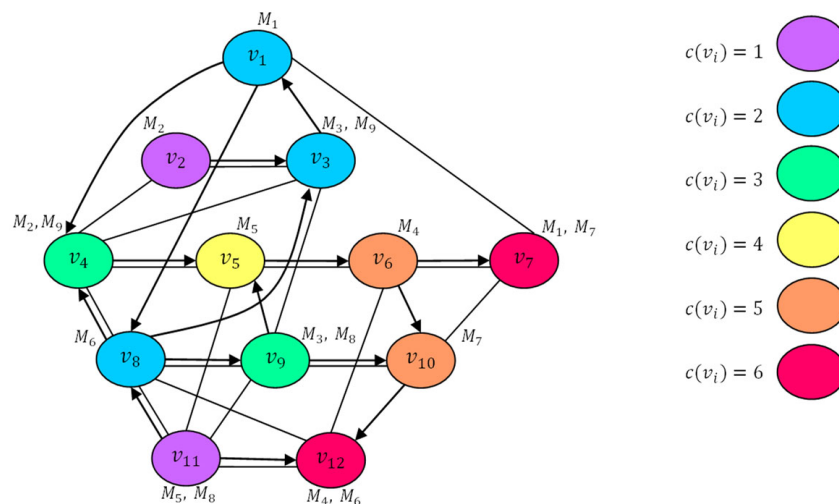 M₁
v₁
c(vᵢ) = 1
c(vᵢ) = 2
M₂
M₃, M₉
v₂
v₃
c(vᵢ) = 3
M₂,M₉
M₅
M₄
M₁, M₇
v₄
v₅
v₆
v₇
c(vᵢ) = 4
M₆
M₃, M₈
M₇
v₈
v₉
v₁₀
c(vᵢ) = 5
c(vᵢ) = 6
v₁₁
v₁₂
M₅, M₈
M₄, M₆